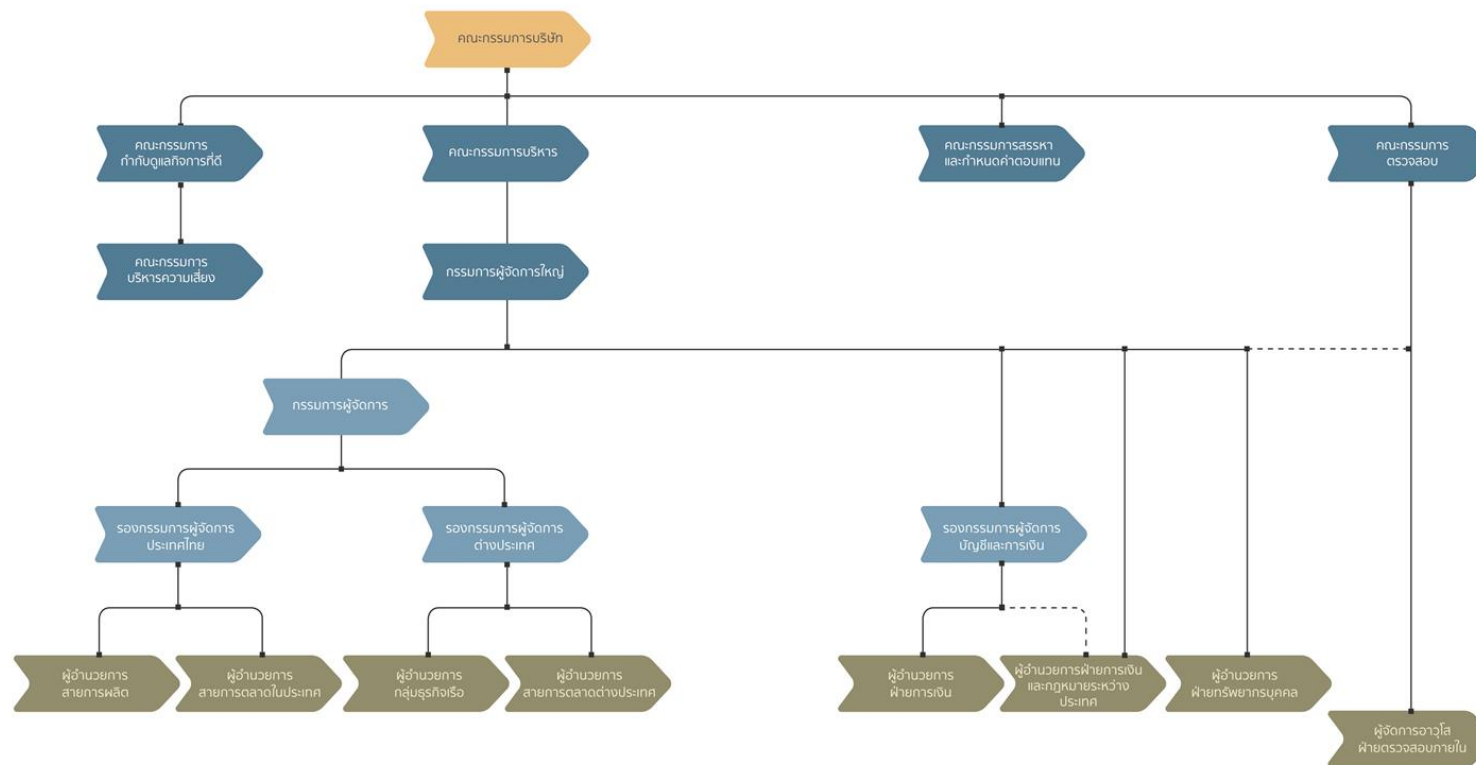 คณะกรรมการบริษัท
คณะกรรมการ
กำกับดูแลกิจการที่ดี
คณะกรรมการบริหาร
คณะกรรมการสรรหา
และกำหนดค่าตอบแทน
คณะกรรมการ
ตรวจสอบ
คณะกรรมการ
บริหารความเสี่ยง
กรรมการผู้จัดการใหญ่
กรรมการผู้จัดการ
รองกรรมการผู้จัดการ
ประเทศไทย
รองกรรมการผู้จัดการ
ต่างประเทศ
รองกรรมการผู้จัดการ
บัญชีและการเงิน
ผู้อำนวยการ
สายการผลิต
ผู้อำนวยการ
สายการตลาดในประเทศ
ผู้อำนวยการ
กลุ่มธุรกิจเรือ
ผู้อำนวยการ
สายการตลาดต่างประเทศ
ผู้อำนวยการ
ฝ่ายการเงิน
ผู้อำนวยการฝ่ายการเงิน
และกฎหมายระหว่าง
ประเทศ
ผู้อำนวยการ
ฝ่ายทรัพยากรบุคคล
ผู้จัดการอาวุโส
ฝ่ายตรวจสอบภายใน